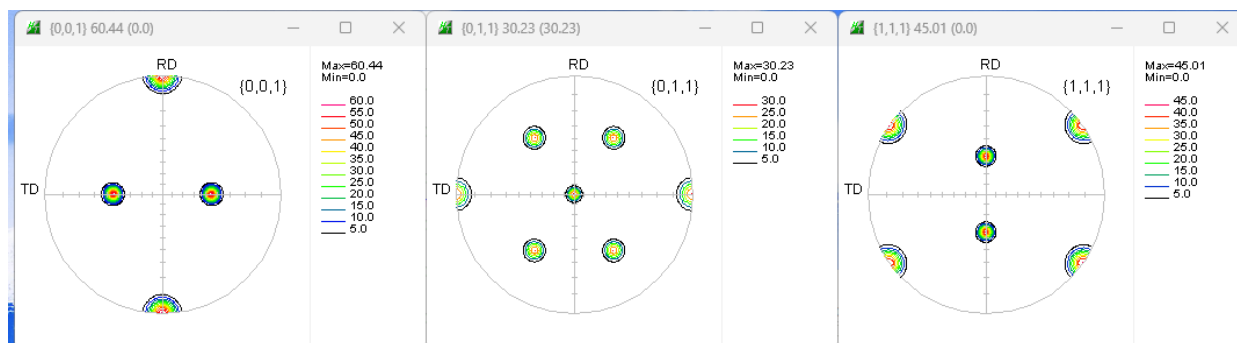 {0,0,1} 60.44 (0.0)
RD
{0,0,1}
TD
Max=60.44
Min=0.0
60.0
55.0
50.0
45.0
40.0
35.0
30.0
25.0
20.0
15.0
10.0
5.0
{0,1,1} 30.23 (30.23)
RD
{0,1,1}
TD
Max=30.23
Min=0.0
30.0
25.0
20.0
15.0
10.0
5.0
{1,1,1} 45.01 (0.0)
RD
{1,1,1}
TD
Max=45.01
Min=0.0
45.0
40.0
35.0
30.0
25.0
20.0
15.0
10.0
5.0